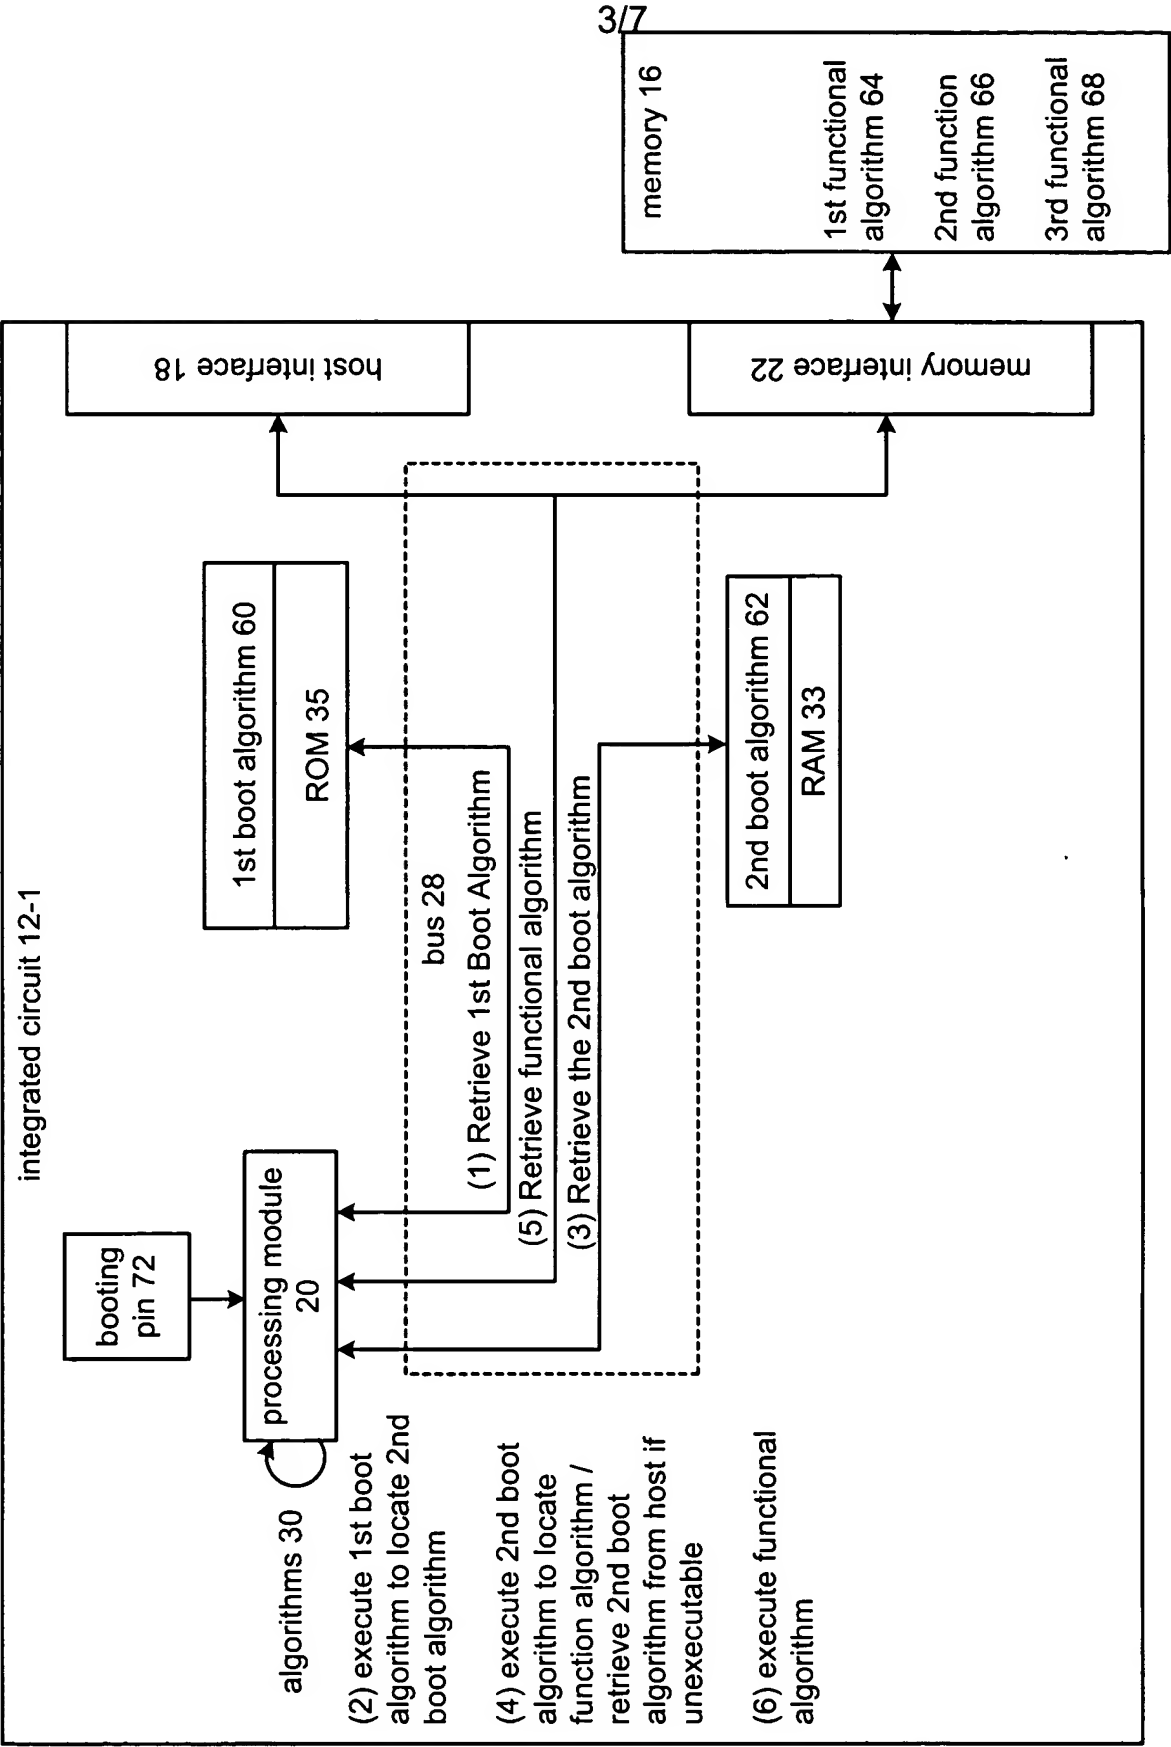 3/7
integrated circuit 12-1
booting
pin 72
processing module
20
algorithms 30
(2) execute 1st boot
algorithm to locate 2nd
boot algorithm
(4) execute 2nd boot
algorithm to locate
function algorithm /
retrieve 2nd boot
algorithm from host if
unexecutable
(6) execute functional
algorithm
1st boot algorithm 60
ROM 35
bus 28
(1) Retrieve 1st Boot Algorithm
(5) Retrieve functional algorithm
(3) Retrieve the 2nd boot algorithm
2nd boot algorithm 62
RAM 33
host interface 18
memory interface 22
memory 16
1st functional
algorithm 64
2nd function
algorithm 66
3rd functional
algorithm 68